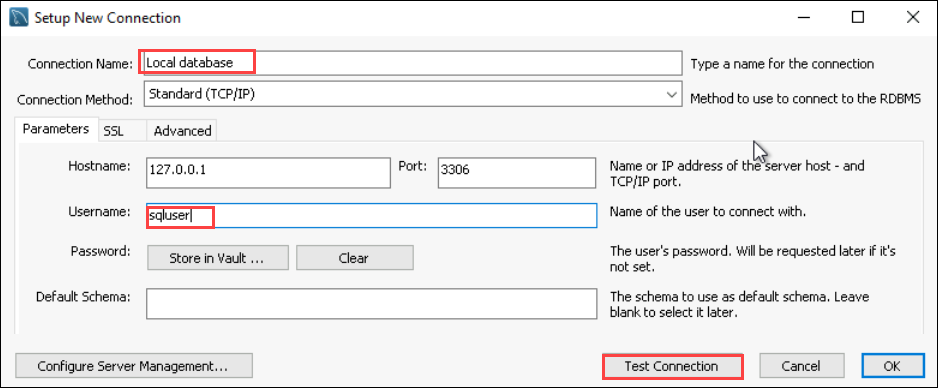 Setup New Connection
Connection Name: Local database Type a name for the connection
Connection Method: Standard (TCP/IP) Method to use to connect to the RDBMS
Parameters SSL Advanced
Hostname: 127.0.0.1 Port: 3306 Name or IP address of the server host - and
TCP/IP port.
Username: sqluser Name of the user to connect with.
Password: Store in Vault ... Clear The user's password. Will be requested later if it's
not set.
Default Schema: The schema to use as default schema. Leave
blank to select it later.
Configure Server Management... Test Connection Cancel OK